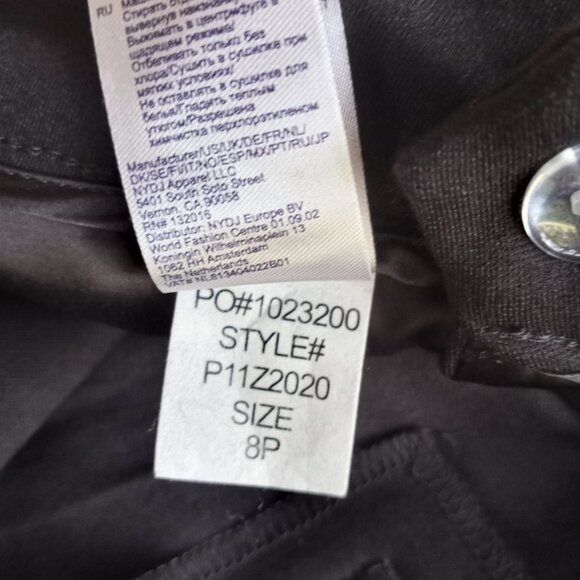 RU
вывернув наизнанку/
Выжимать в центрифуге в
щадящем режиме/
Отбеливать только без
хлора/Сушить в сушилке при
мягких условиях/
Не оставлять в сушилке для
белья/Гладить теплым
утюгом/Разрешена
химчистка перхлорэтиленом
Manufacturer/US/UK/DE/FR/NL/
DK/SE/FI/IT/NO/ESP/MX/PT/RU/JP
NYDJ Apparel LLC
5401 South Soto Street
Vernon, CA 90058
RN# 132016
Distributor: NYDJ Europe BV
World Fashion Centre 01.09.02
Koningin Wilhelminaplein 13
1062 HH Amsterdam
The Netherlands
VAT# NL813404022B01
PO#1023200
STYLE#
P11Z2020
SIZE
8P